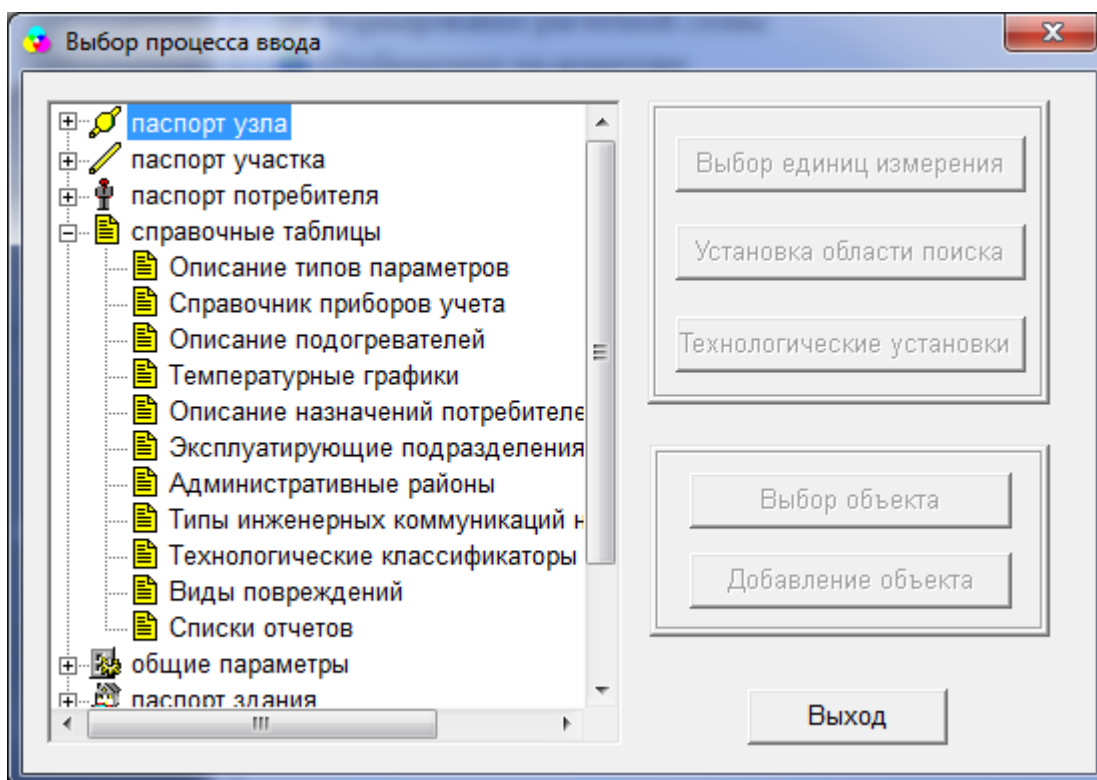 Выбор процесса ввода
паспорт узла
паспорт участка
паспорт потребителя
справочные таблицы
Описание типов параметров
Справочник приборов учета
Описание подогревателей
Температурные графики
Описание назначений потребителе
Эксплуатирующие подразделения
Административные районы
Типы инженерных коммуникаций н
Технологические классификаторы
Виды повреждений
Списки отчетов
общие параметры
паспорт здания
Выбор единиц измерения
Установка области поиска
Технологические установки
Выбор объекта
Добавление объекта
Выход